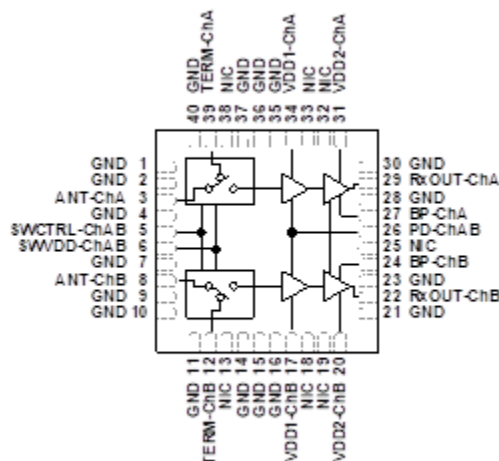 40 GND
39 TERM-ChA
38 NIC
37 GND
36 GND
35 GND
34 VDD1-ChA
33 NIC
32 NIC
31 VDD2-ChA
GND 1
GND 2
ANT-ChA 3
GND 4
SWCTRL-ChAB 5
SWVDD-ChAB 6
GND 7
ANT-ChB 8
GND 9
GND 10
30 GND
29 RxOUT-ChA
28 GND
27 BP-ChA
26 PD-ChAB
25 NIC
24 BP-ChB
23 GND
22 RxOUT-ChB
21 GND
GND 11
TERM-ChB 12
NIC 13
GND 14
GND 15
GND 16
VDD1-ChB 17
NIC 18
NIC 19
VDD2-ChB 20